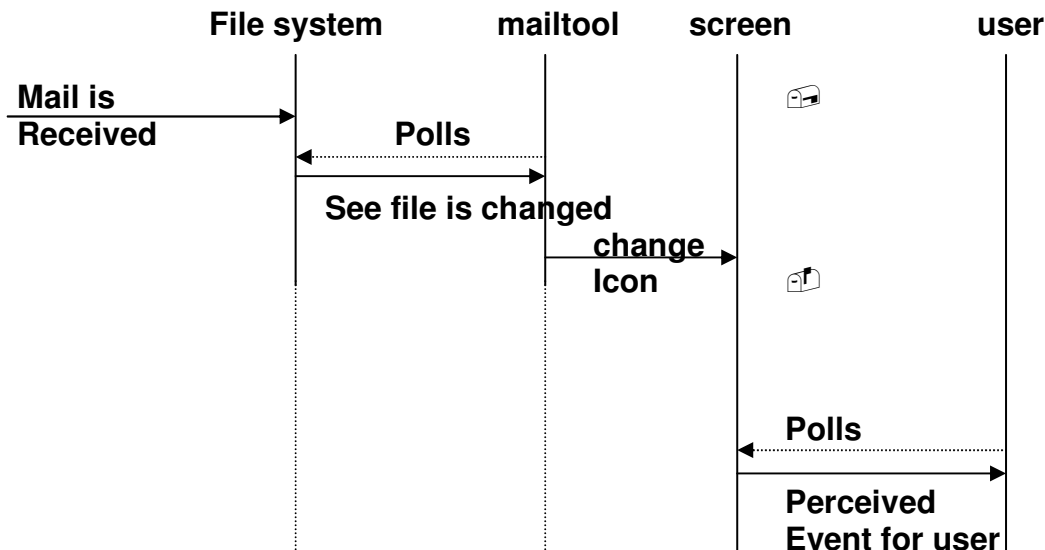 File system
mailtool
screen
user
Mail is
Received
Polls
See file is changed
change
Icon
Polls
Perceived
Event for user